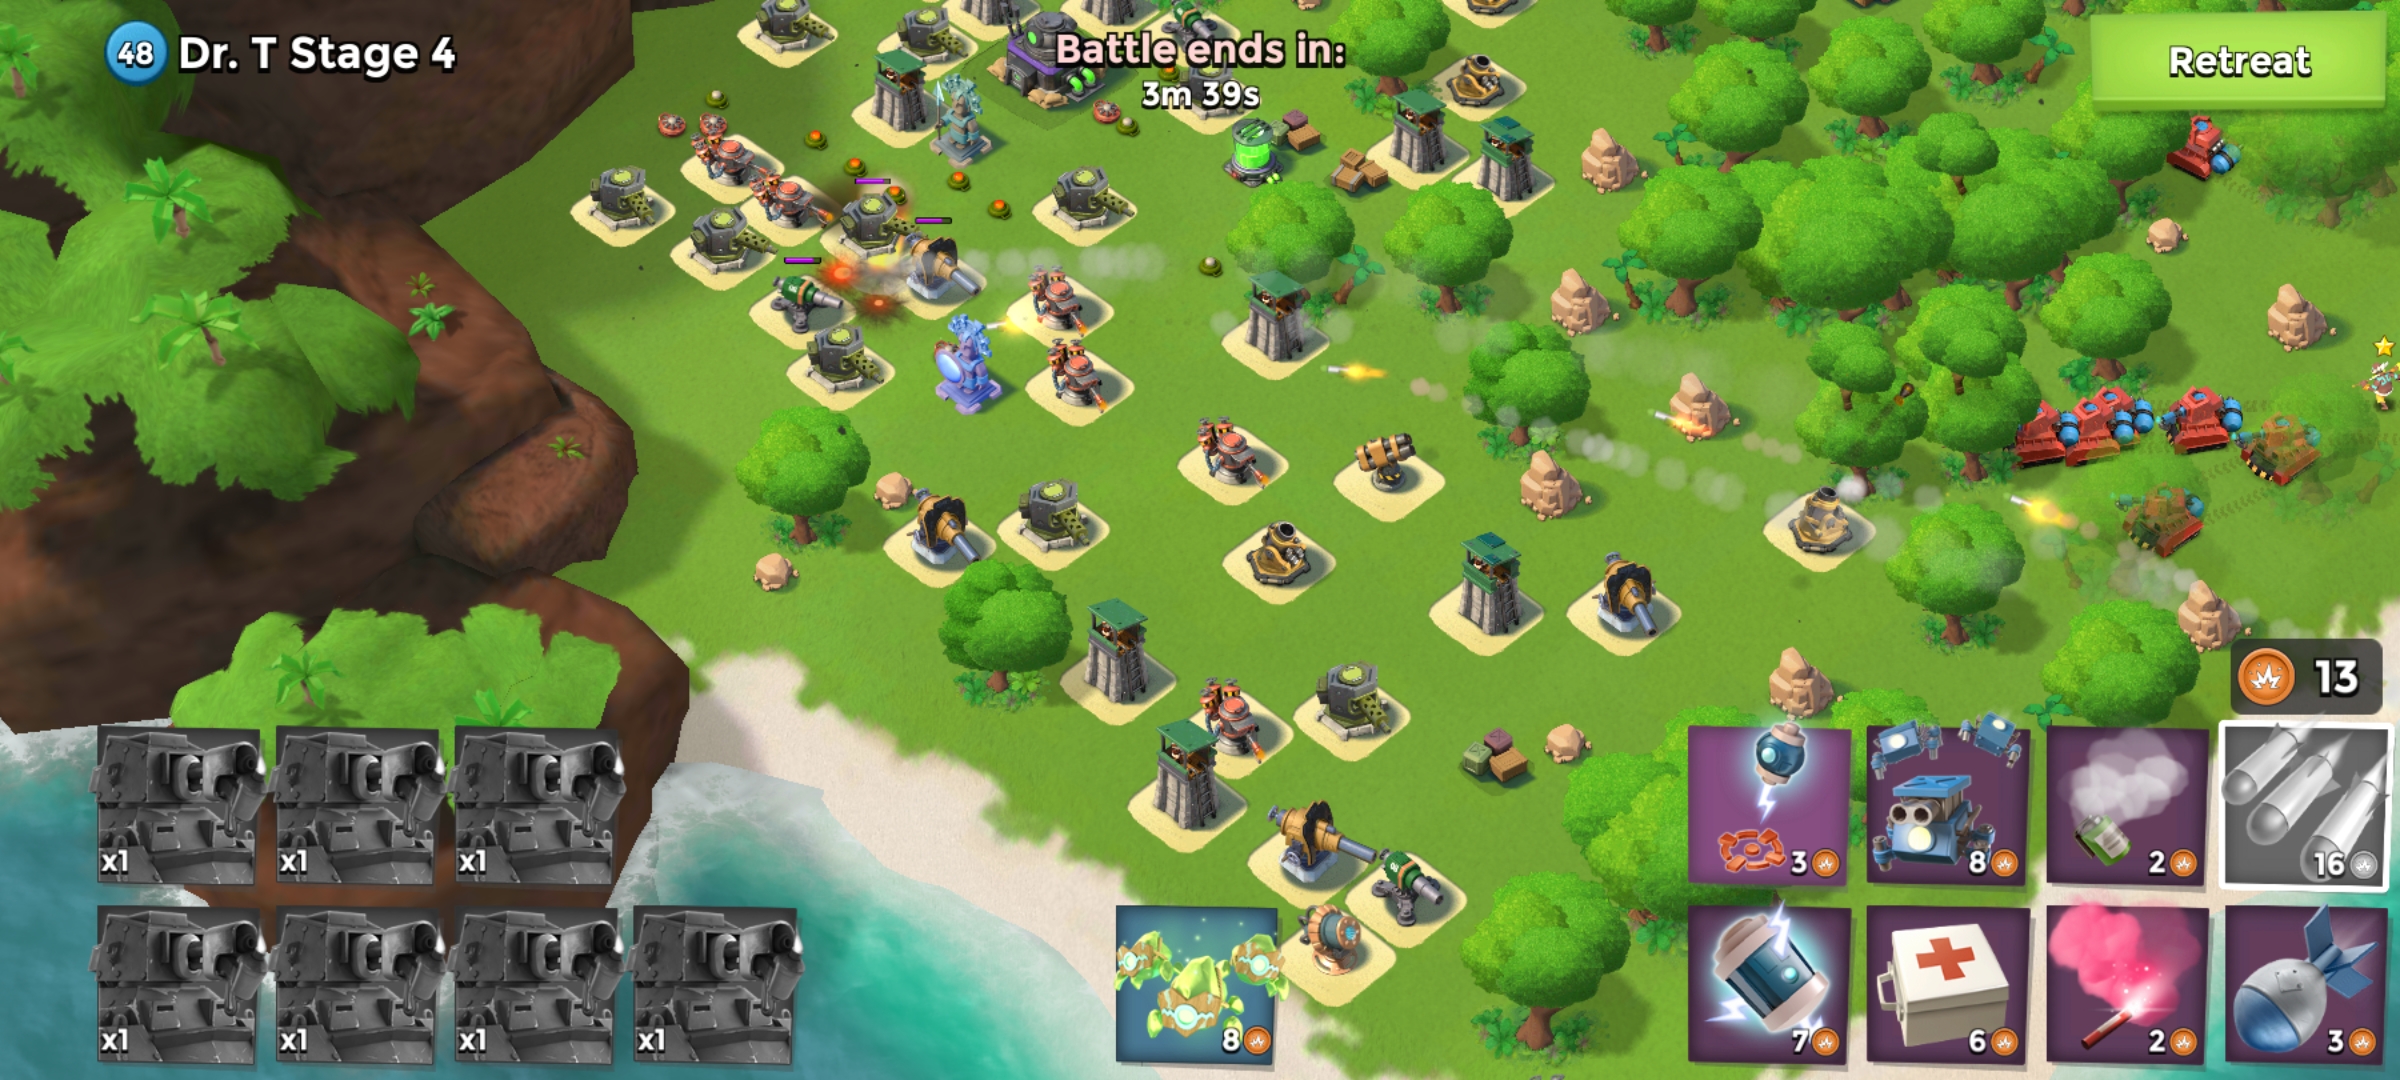 48 Dr. T Stage 4
Battle ends in:
3m 39s
Retreat
13
x1
x1
x1
3
8
2
16
x1
x1
x1
x1
8
7
6
2
3